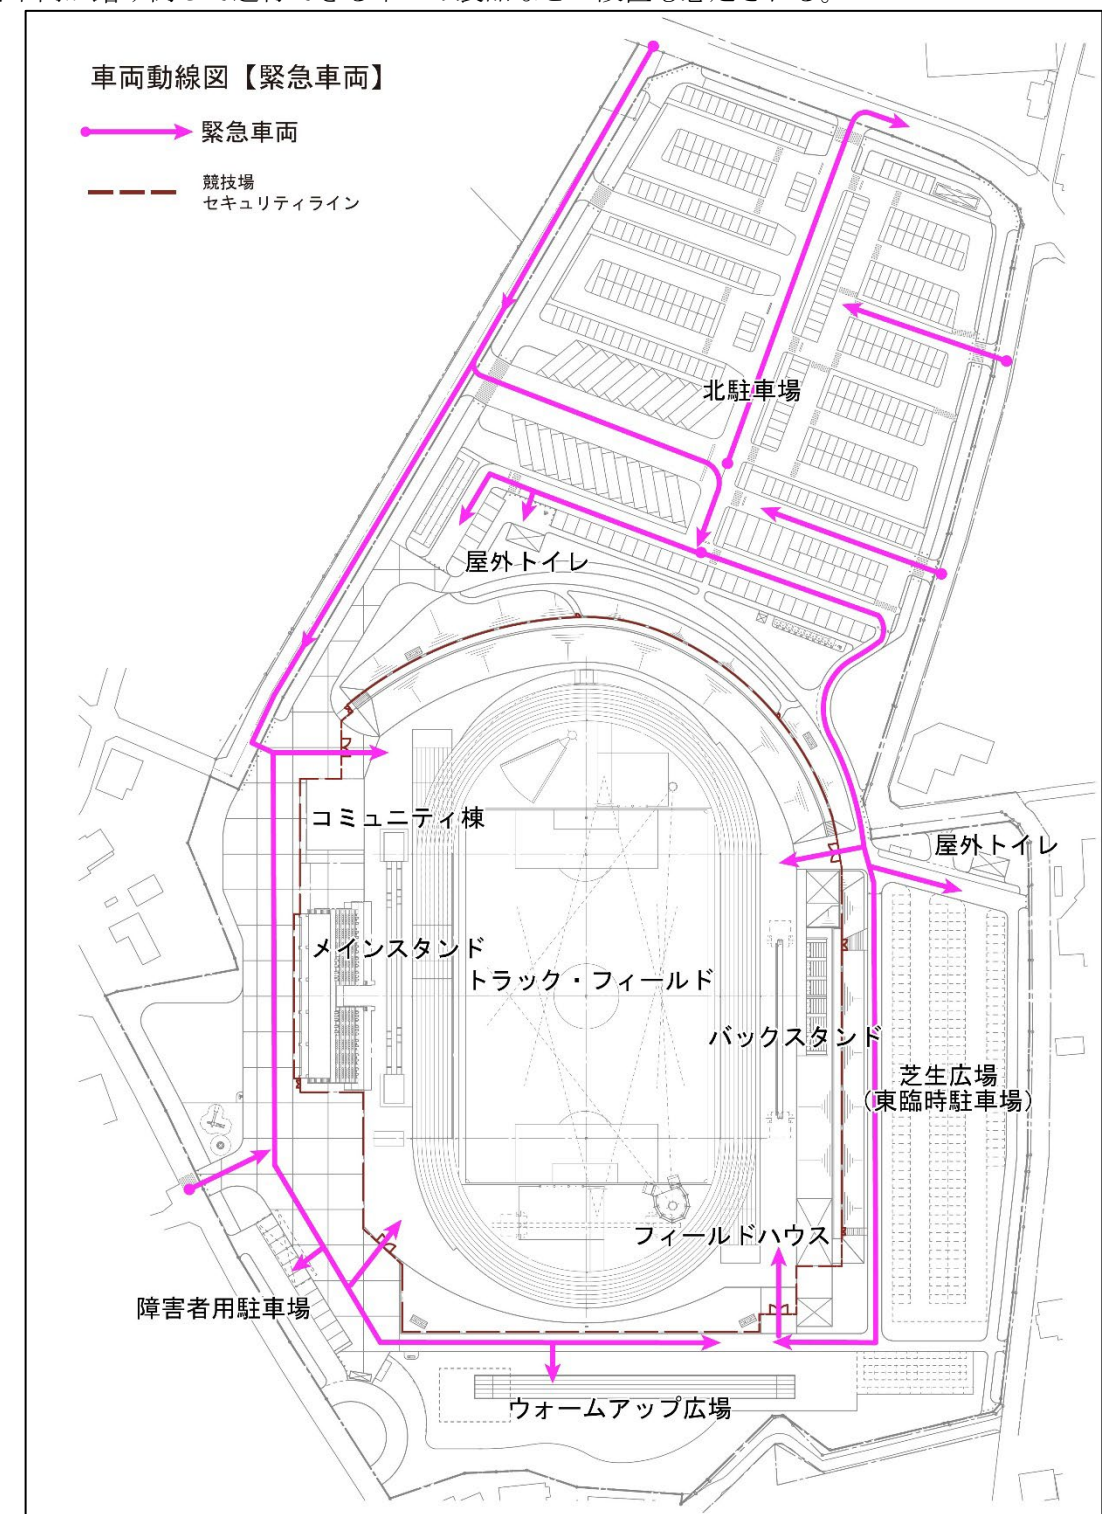 車両動線図【緊急車両】
緊急車両
競技場
セキュリティライン
北駐車場
屋外トイレ
コミュニティ棟
屋外トイレ
メインスタンド
トラック・フィールド
バックスタンド
芝生広場
(東臨時駐車場)
フィールドハウス
障害者用駐車場
ウォームアップ広場